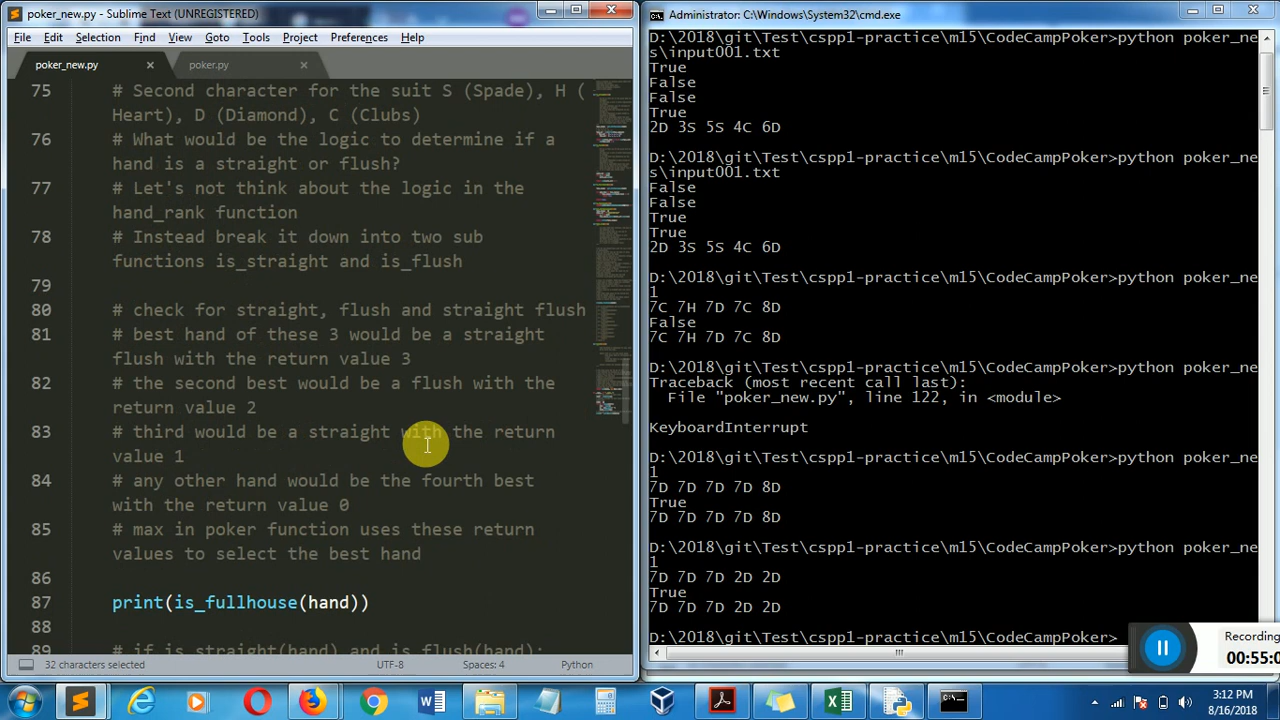 poker_new.py - Sublime Text (UNREGISTERED)
File Edit Selection Find View Goto Tools Project Preferences Help
poker_new.py × poker.py ×
75 # Second character for the suit S (Spade), H (
Heart), D (Diamond), C (Clubs)
76 # What would be the logic to determine if a
hand is a straight or flush?
77 # Let's not think about the logic in the
hand_rank function
78 # Instead break it down into two sub
functions is_straight and is_flush
79
80 # check for straight, flush and straight flush
81 # best hand of these 3 would be a straight
flush with the return value 3
82 # the second best would be a flush with the
return value 2
83 # third would be a straight with the return
value 1
84 # any other hand would be the fourth best
with the return value 0
85 # max in poker function uses these return
values to select the best hand
86
87 print(is_fullhouse(hand))
88
89 # if is_straight(hand) and is_flush(hand):
32 characters selected UTF-8 Spaces: 4 Python
Administrator: C:\Windows\System32\cmd.exe
D:\2018\git\Test\cspp1-practice\m15\CodeCampPoker>python poker_ne
s\input001.txt
True
False
False
True
2D 3S 5S 4C 6D
D:\2018\git\Test\cspp1-practice\m15\CodeCampPoker>python poker_ne
s\input001.txt
False
False
True
True
2D 3S 5S 4C 6D
D:\2018\git\Test\cspp1-practice\m15\CodeCampPoker>python poker_ne
1
7C 7H 7D 7C 8D
False
7C 7H 7D 7C 8D
D:\2018\git\Test\cspp1-practice\m15\CodeCampPoker>python poker_ne
Traceback (most recent call last):
File "poker_new.py", line 122, in <module>
KeyboardInterrupt
D:\2018\git\Test\cspp1-practice\m15\CodeCampPoker>python poker_ne
1
7D 7D 7D 7D 8D
True
7D 7D 7D 7D 8D
D:\2018\git\Test\cspp1-practice\m15\CodeCampPoker>python poker_ne
1
7D 7D 7D 2D 2D
True
7D 7D 7D 2D 2D
D:\2018\git\Test\cspp1-practice\m15\CodeCampPoker>
Recording
00:55:0
3:12 PM
8/16/2018